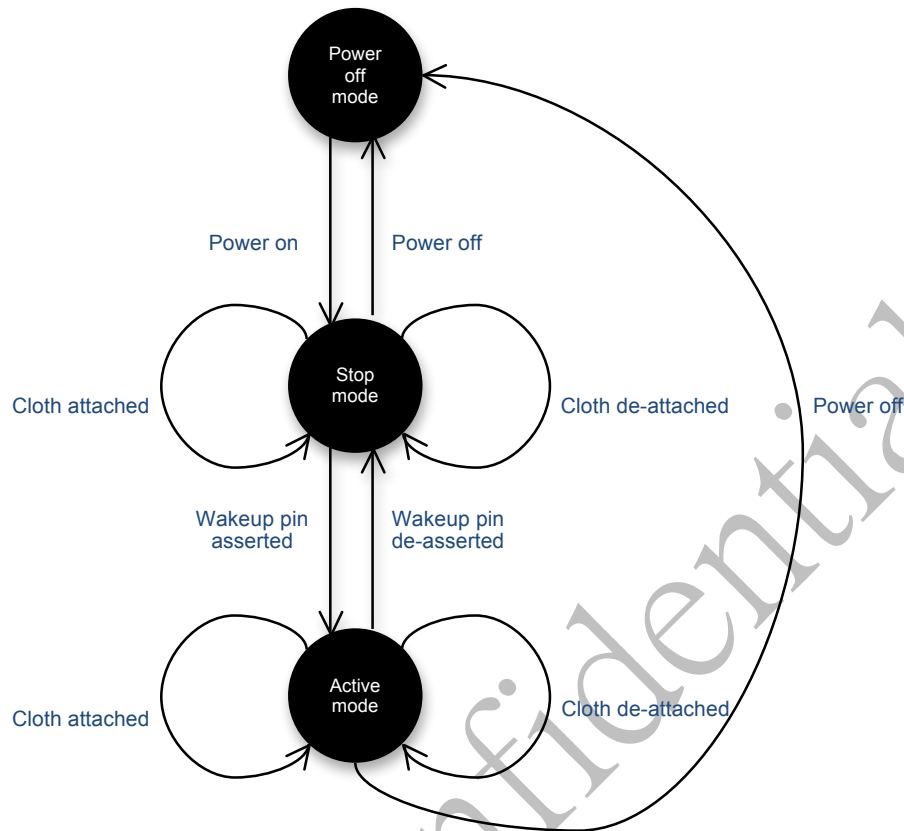 Power
off
mode
Power on
Power off
Stop
mode
Cloth attached
Cloth de-attached
Power off
Wakeup pin
asserted
Wakeup pin
de-asserted
Active
mode
Cloth attached
Cloth de-attached
nfidential